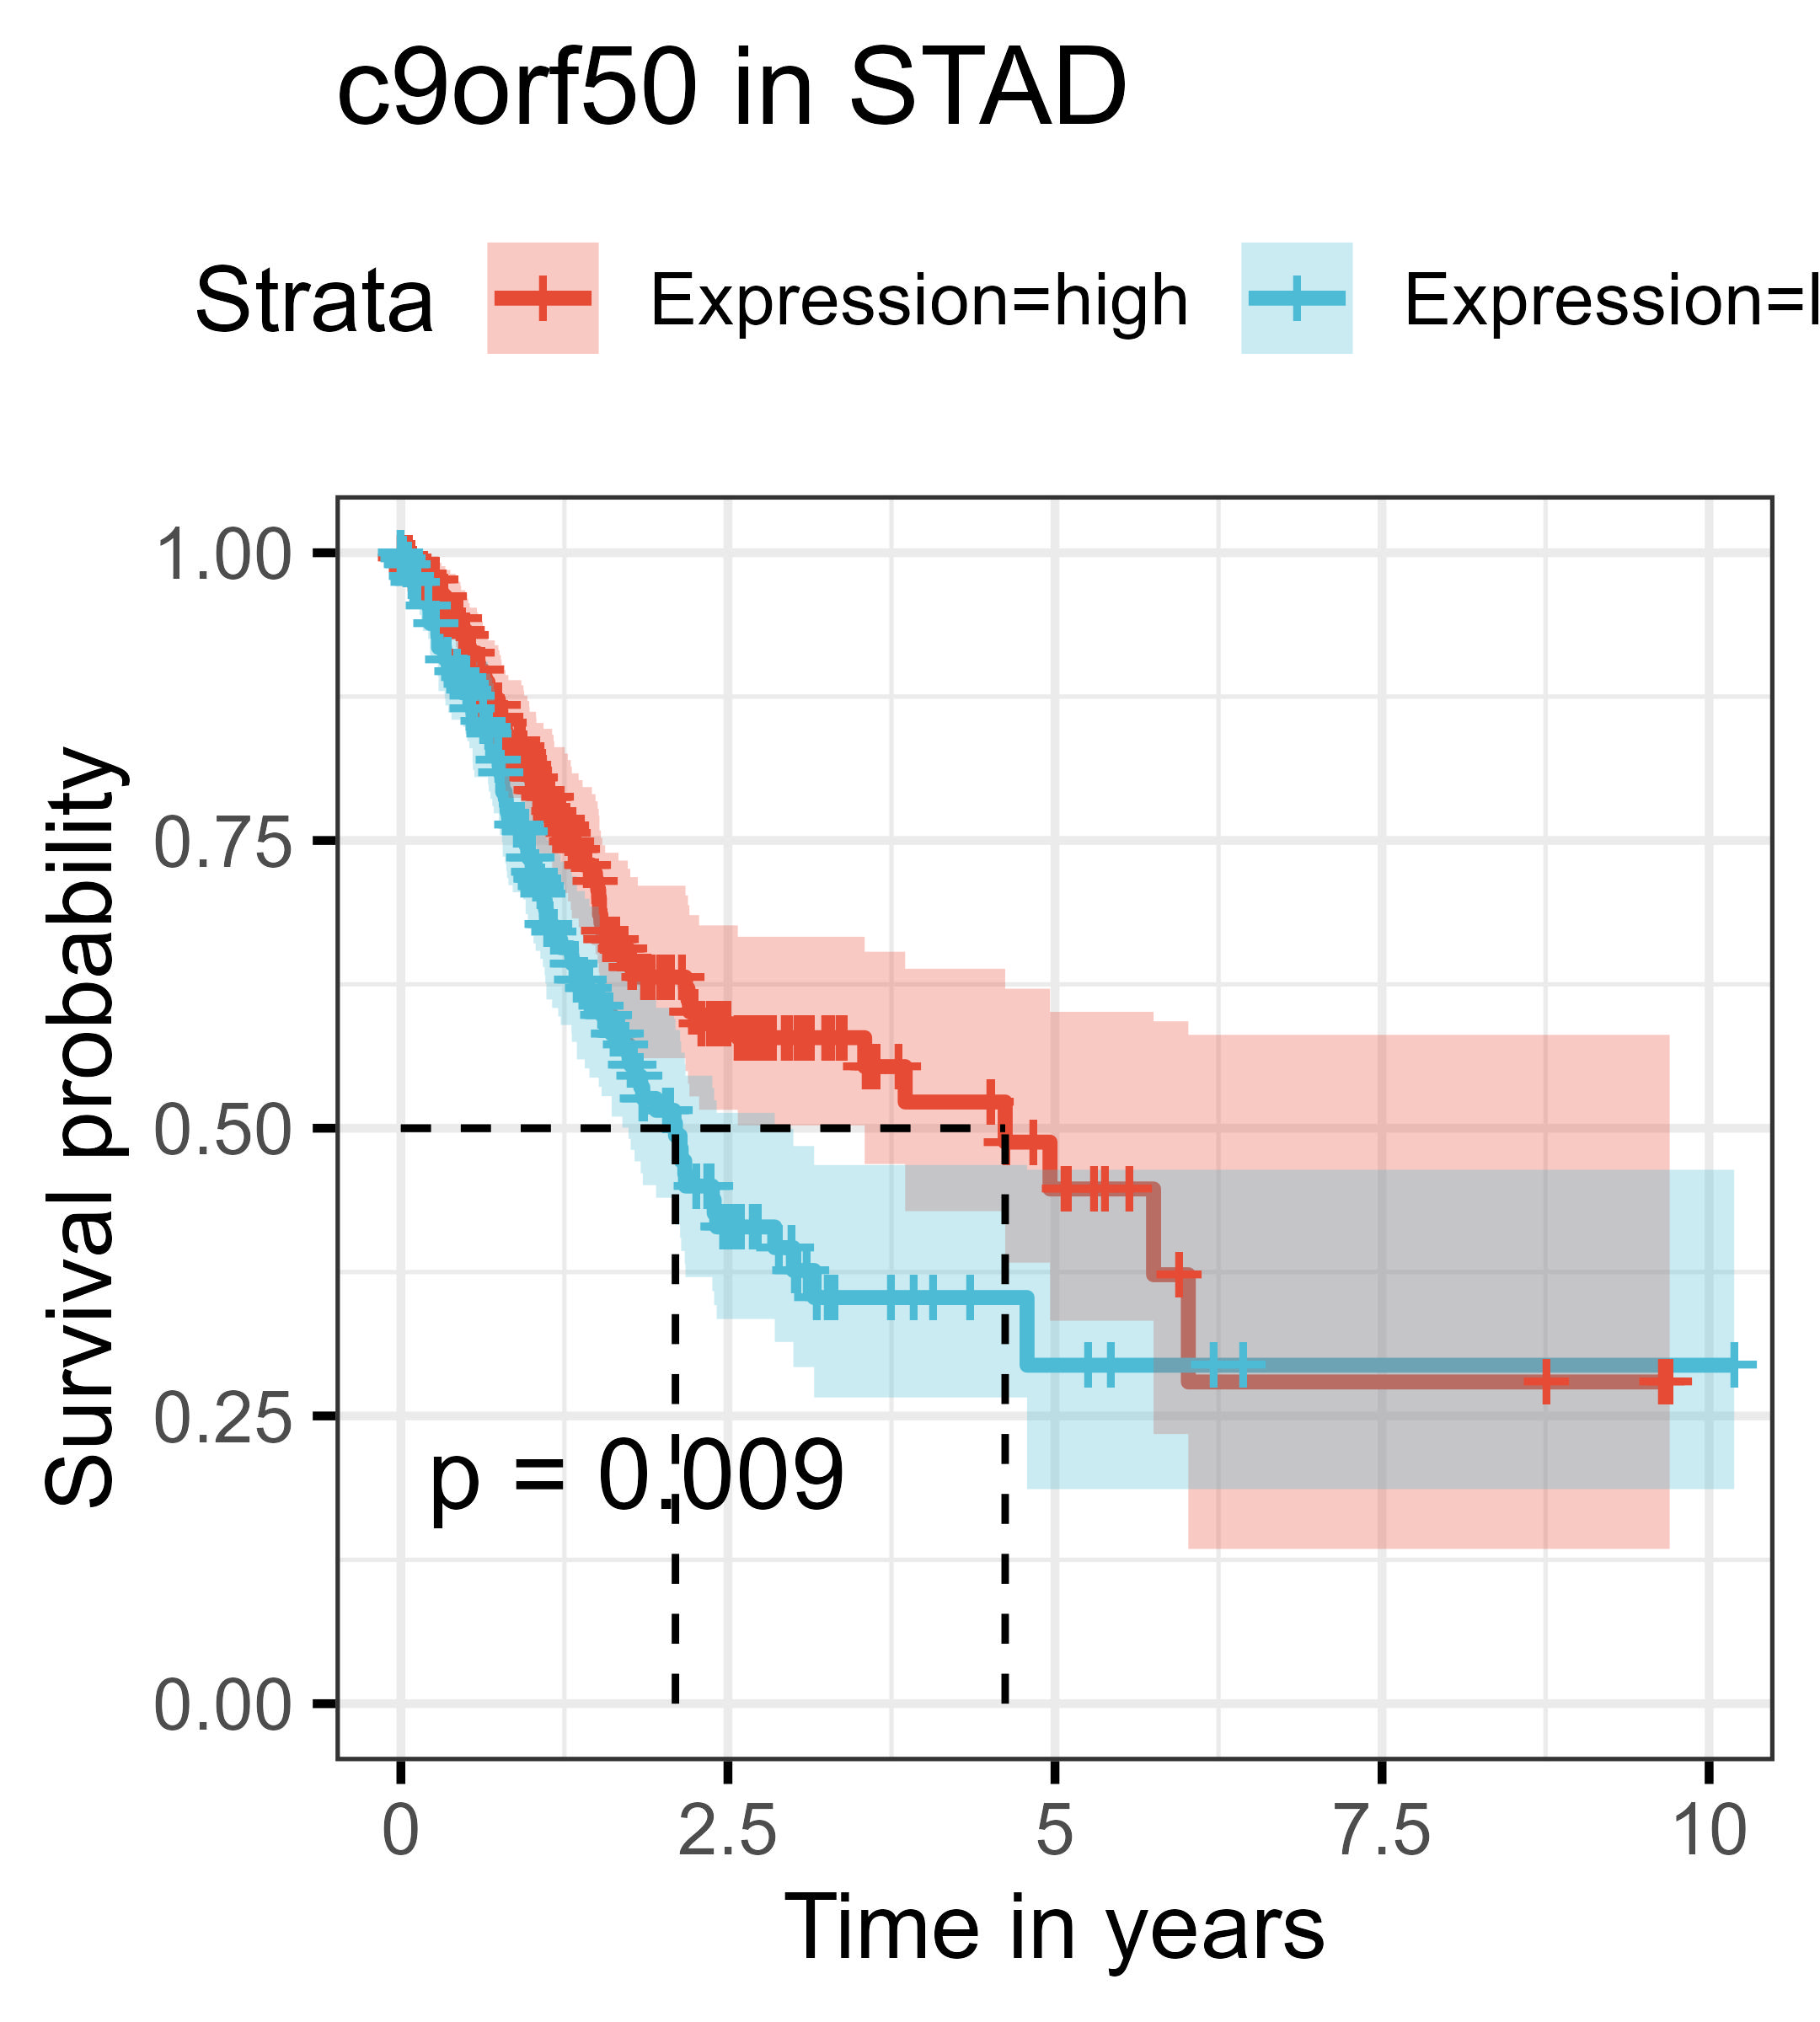 c9orf50 in STAD
Strata Expression=high Expression=l
1.00
0.75
0.50
0.25
0.00
Survival probability
p = 0.009
0 2.5 5 7.5 10
Time in years